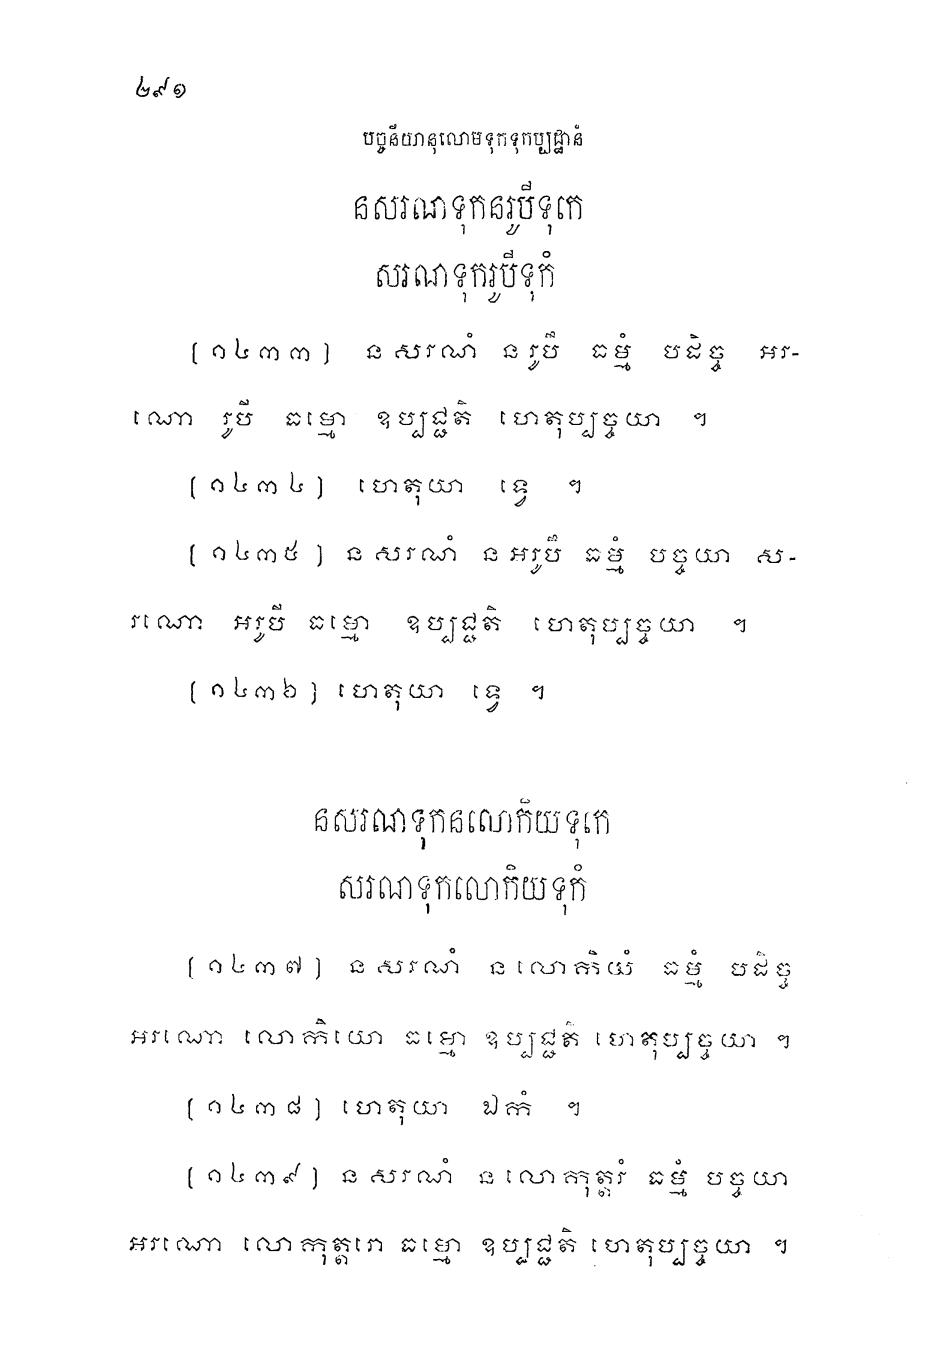 ២៩១
បច្ចនីយានុលោមទុកទុកប្បដ្ឋានំ
នសរណទុកនរូបីទុកេ
សរណទុករូបីទុកំ
[១៤៣៣] នសរណំ នរូបឹ ធម្មំ បដិច្ច អរ-
ណោ រូបី ធម្មោ ឧប្បជ្ជតិ ហេតុប្បច្ចយា ។
[១៤៣៤] ហេតុយា ទ្វេ ។
[១៤៣៥] នសរណំ នអរូបឹ ធម្មំ បច្ចយា ស-
រណោ អរូបី ធម្មោ ឧប្បជ្ជតិ ហេតុប្បច្ចយា ។
[១៤៣៦] ហេតុយា ទ្វេ ។
នសរណទុកនលោកិយទុកេ
សរណទុកលោកិយទុកំ
[១៤៣៧] នសរណំ នលោកិយំ ធម្មំ បដិច្ច
អរណោ លោកិយោ ធម្មោ ឧប្បជ្ជតិ ហេតុប្បច្ចយា ។
[១៤៣៨] ហេតុយា ឯកំ ។
[១៤៣៩] នសរណំ នលោកុត្តរំ ធម្មំ បច្ចយា
អរណោ លោកុត្តរោ ធម្មោ ឧប្បជ្ជតិ ហេតុប្បច្ចយា ។